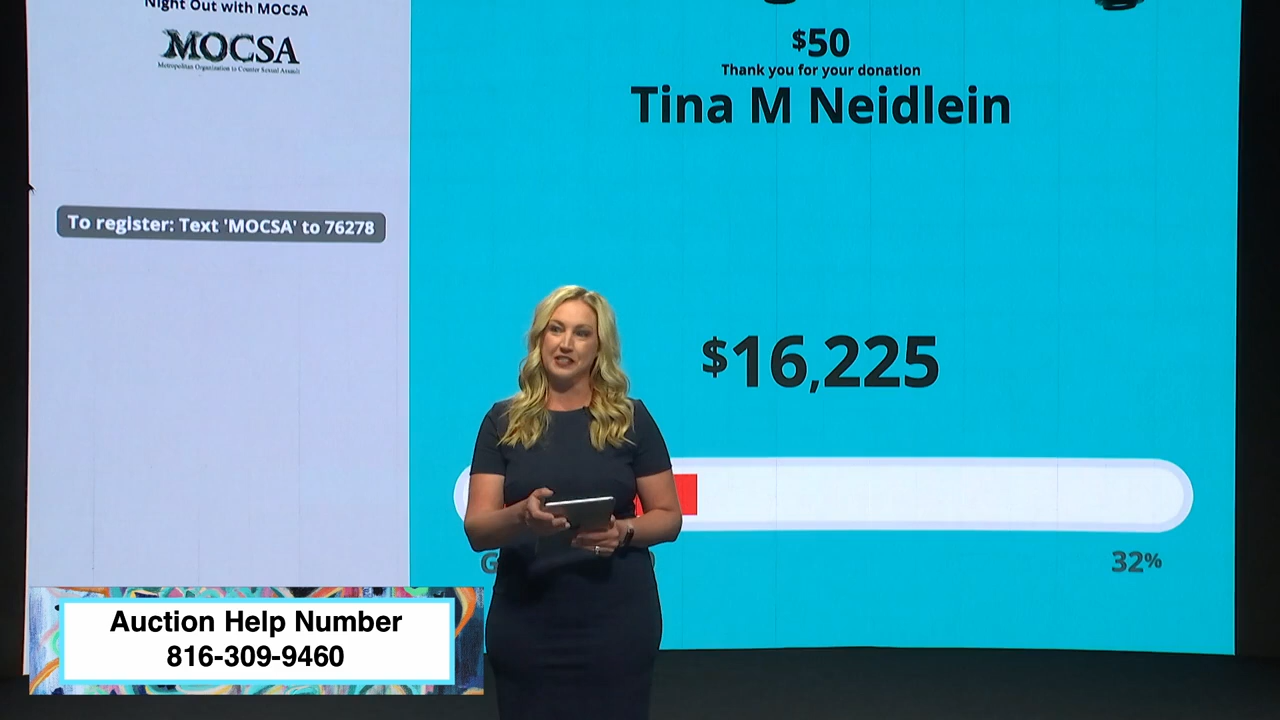 Night Out with MOCSA
MOCSA
Metropolitan Organization to Counter Sexual Assault
To register: Text 'MOCSA' to 76278
$50
Thank you for your donation
Tina M Neidlein
$16,225
32%
Auction Help Number
816-309-9460